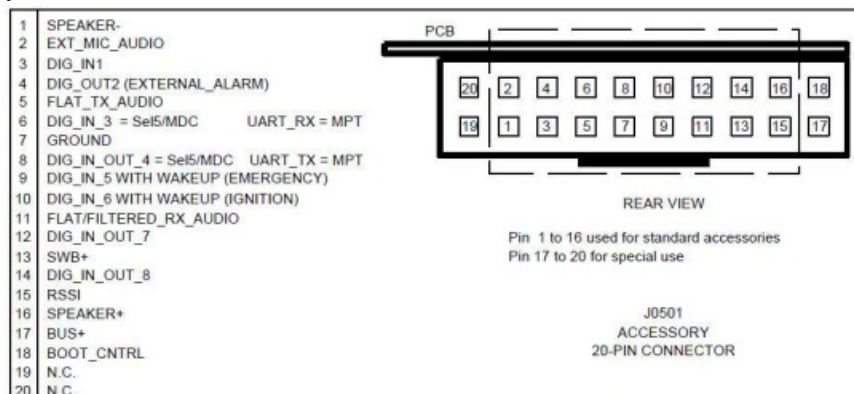 1 SPEAKER-
2 EXT_MIC_AUDIO
3 DIG_IN1
4 DIG_OUT2 (EXTERNAL_ALARM)
5 FLAT_TX_AUDIO
6 DIG_IN_3 = Sel5/MDC UART_RX = MPT
7 GROUND
8 DIG_IN_OUT_4 = Sel5/MDC UART_TX = MPT
9 DIG_IN_5 WITH WAKEUP (EMERGENCY)
10 DIG_IN_6 WITH WAKEUP (IGNITION)
11 FLAT/FILTERED_RX_AUDIO
12 DIG_IN_OUT_7
13 SWB+
14 DIG_IN_OUT_8
15 RSSI
16 SPEAKER+
17 BUS+
18 BOOT_CNTRL
19 N.C.
20 N.C.
PCB
20 2 4 6 8 10 12 14 16 18
19 1 3 5 7 9 11 13 15 17
REAR VIEW
Pin 1 to 16 used for standard accessories
Pin 17 to 20 for special use
J0501
ACCESSORY
20-PIN CONNECTOR